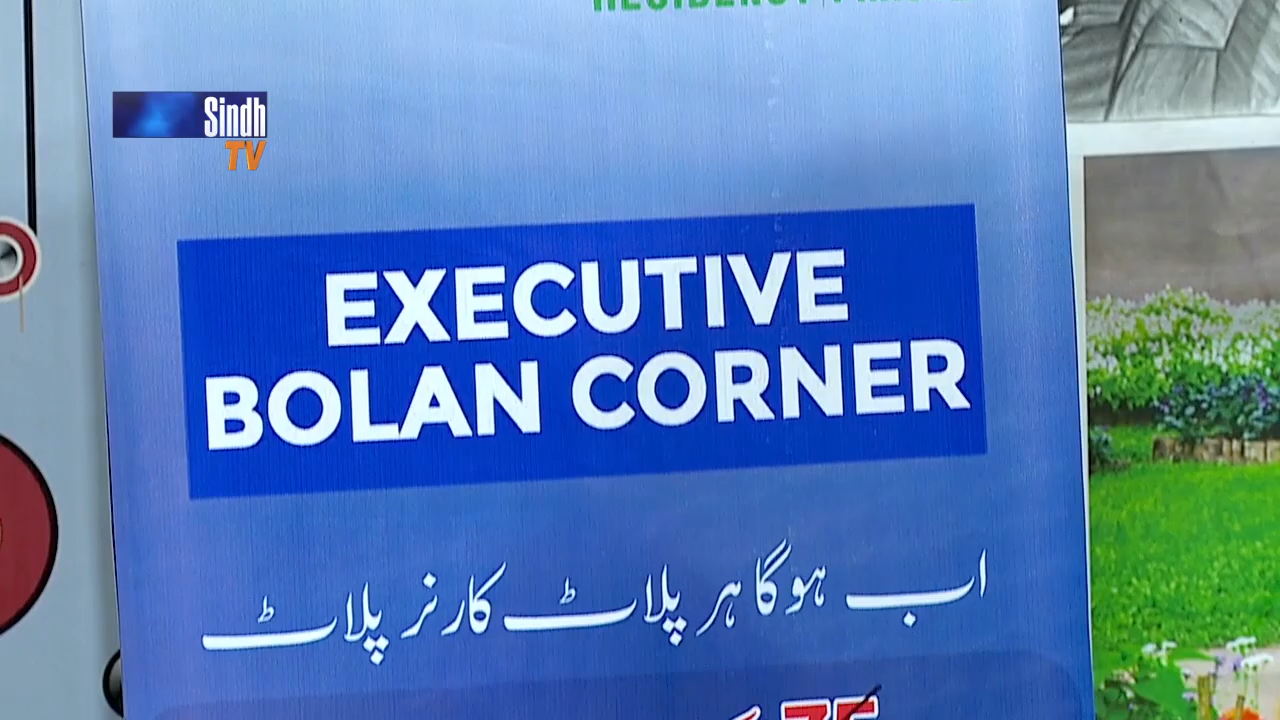 Sindh
TV
EXECUTIVE
BOLAN CORNER
اب ہوگا ہر پلاٹ کارنر پلاٹ